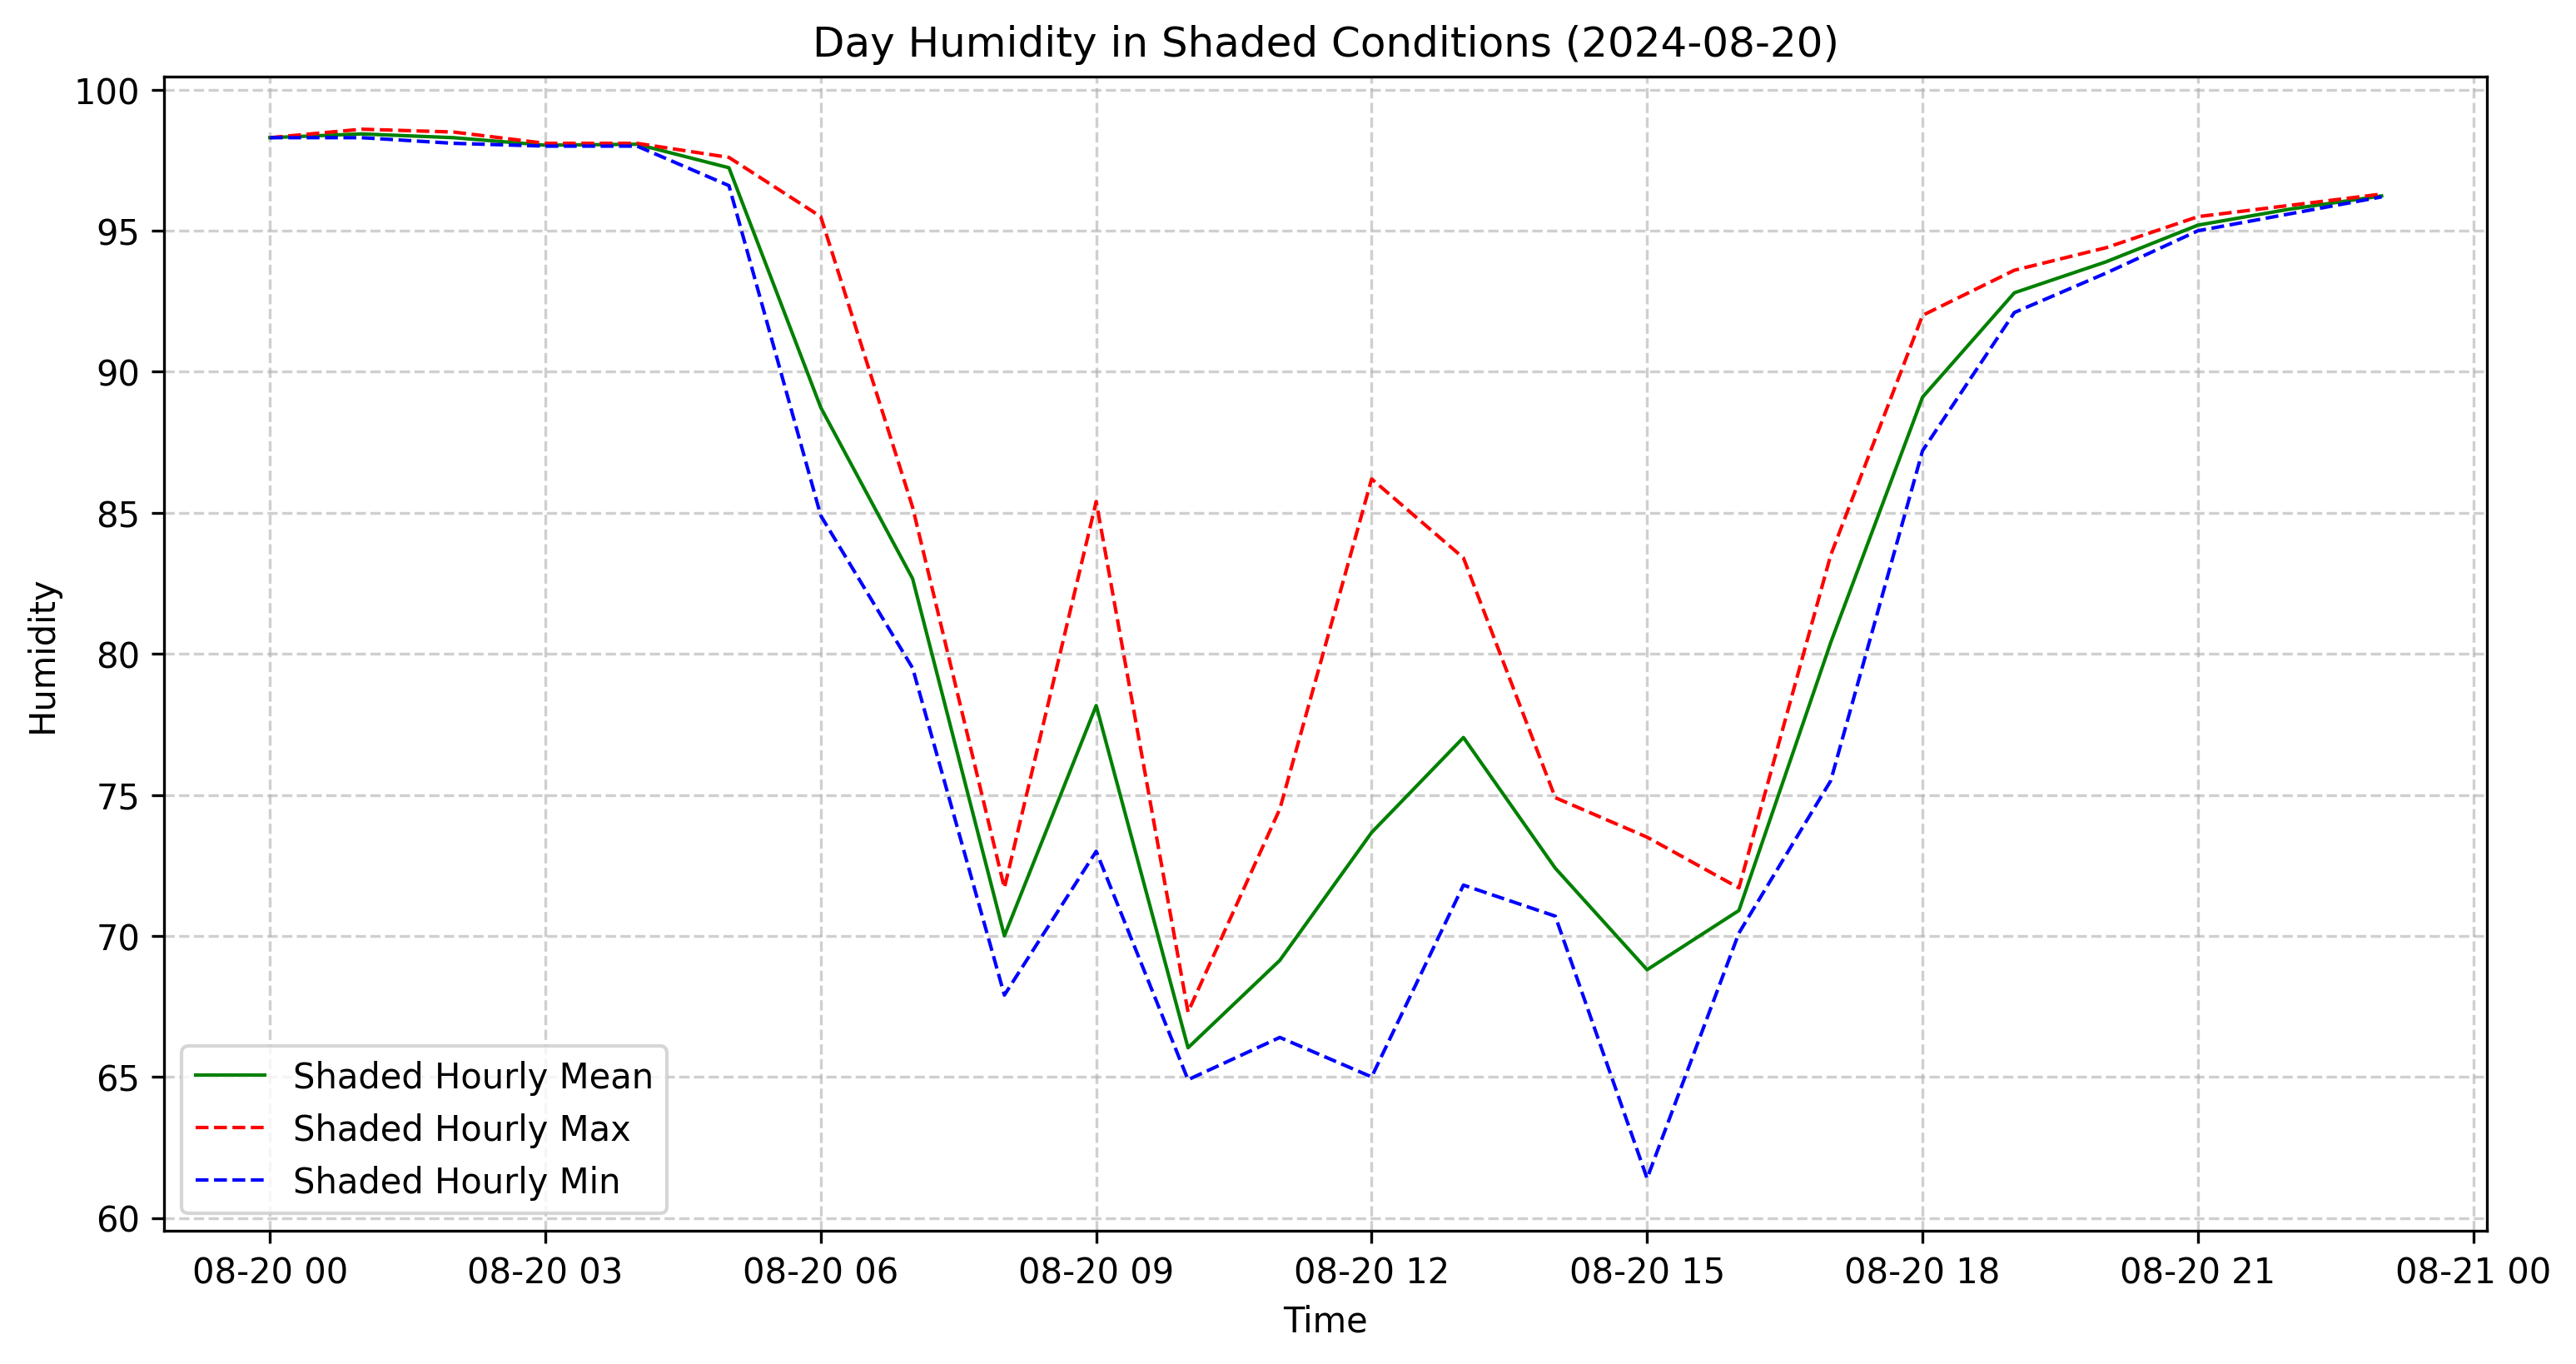 Day Humidity in Shaded Conditions (2024-08-20)
100
95
90
85
80
75
70
65
60
Humidity
Shaded Hourly Mean
Shaded Hourly Max
Shaded Hourly Min
08-20 00 08-20 03 08-20 06 08-20 09 08-20 12 08-20 15 08-20 18 08-20 21 08-21 00
Time